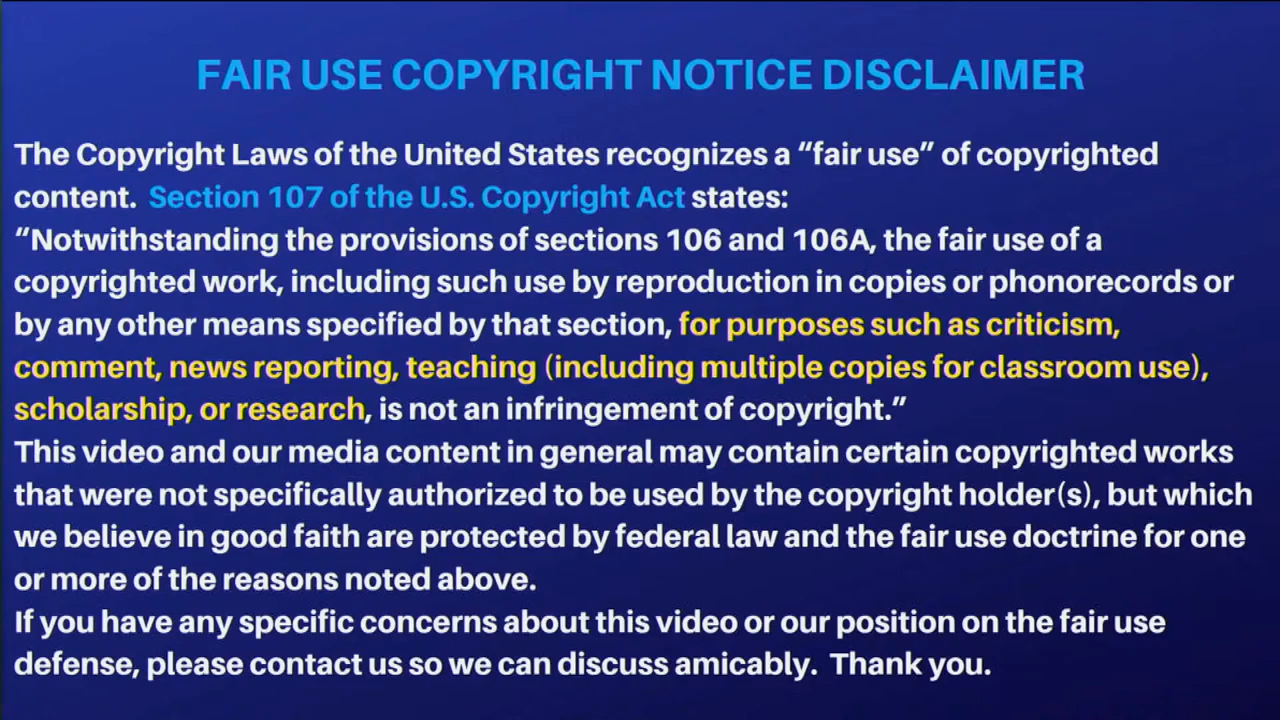 FAIR USE COPYRIGHT NOTICE DISCLAIMER
The Copyright Laws of the United States recognizes a “fair use” of copyrighted
content.  Section 107 of the U.S. Copyright Act states:
“Notwithstanding the provisions of sections 106 and 106A, the fair use of a
copyrighted work, including such use by reproduction in copies or phonorecords or
by any other means specified by that section, for purposes such as criticism,
comment, news reporting, teaching (including multiple copies for classroom use),
scholarship, or research, is not an infringement of copyright.”
This video and our media content in general may contain certain copyrighted works
that were not specifically authorized to be used by the copyright holder(s), but which
we believe in good faith are protected by federal law and the fair use doctrine for one
or more of the reasons noted above.
If you have any specific concerns about this video or our position on the fair use
defense, please contact us so we can discuss amicably.  Thank you.